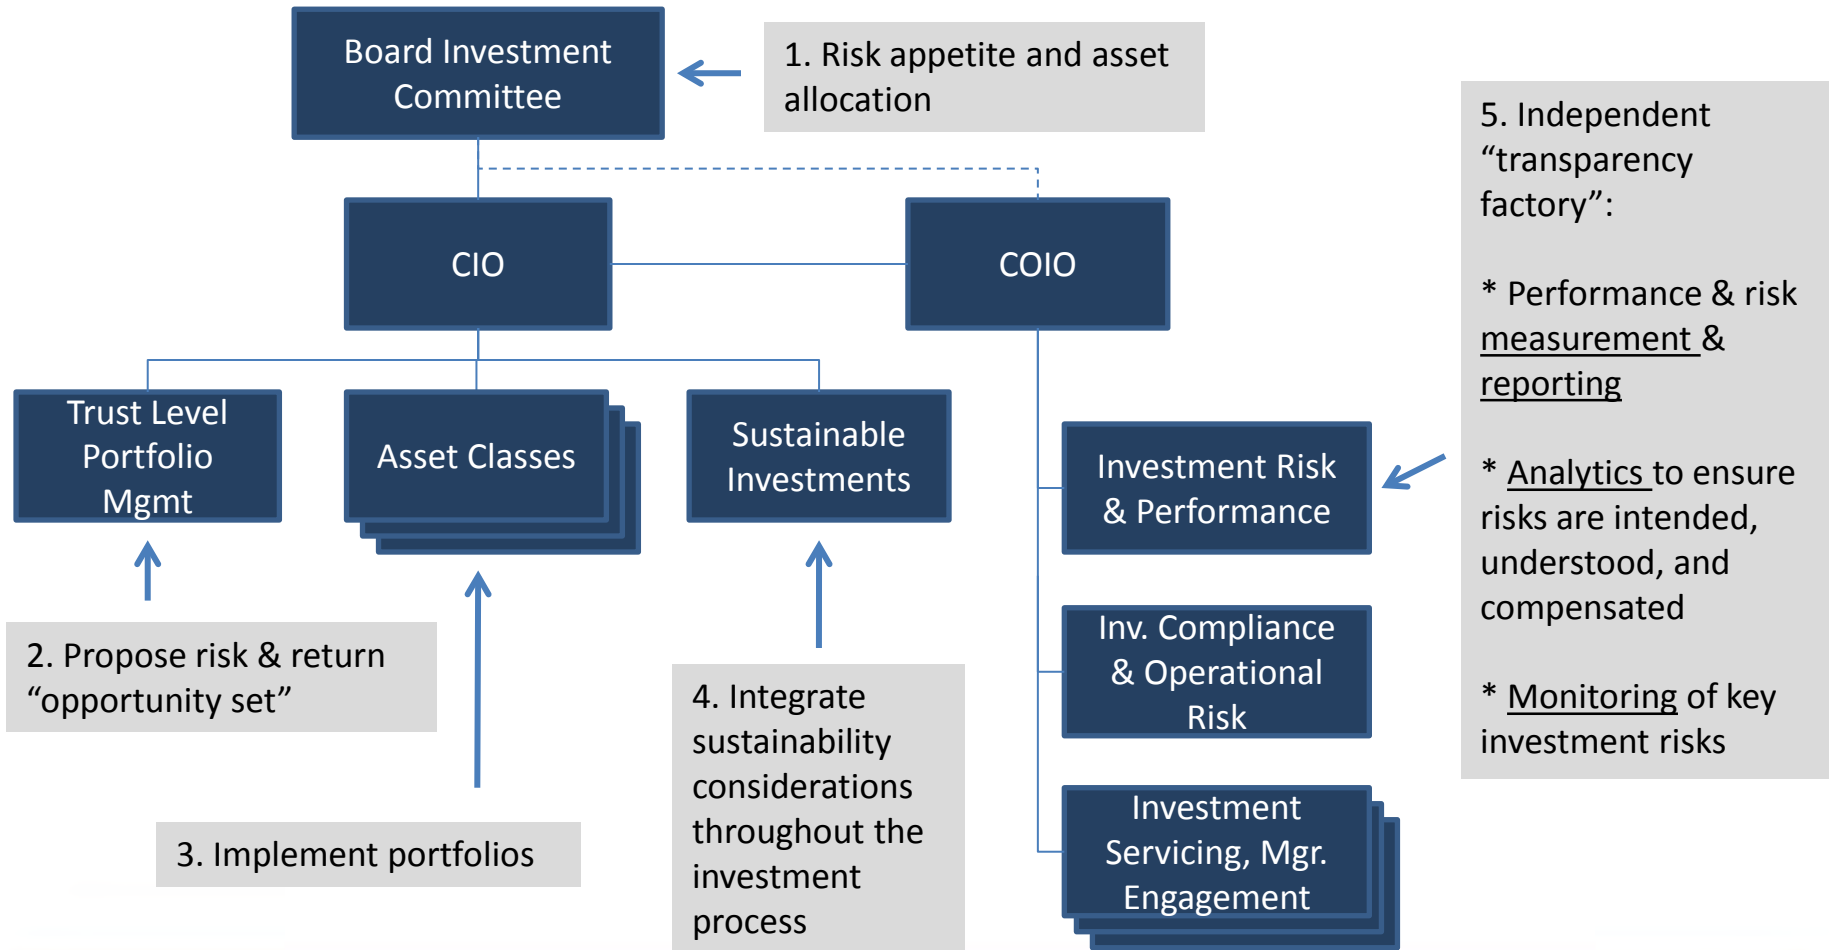 Board Investment
Committee
1. Risk appetite and asset
allocation
5. Independent
“transparency
factory”:
* Performance & risk
measurement &
reporting
* Analytics to ensure
risks are intended,
understood, and
compensated
* Monitoring of key
investment risks
CIO
COIO
Trust Level
Portfolio
Mgmt
Asset Classes
Sustainable
Investments
Investment Risk
& Performance
Inv. Compliance
& Operational
Risk
Investment
Servicing, Mgr.
Engagement
2. Propose risk & return
“opportunity set”
3. Implement portfolios
4. Integrate
sustainability
considerations
throughout the
investment
process